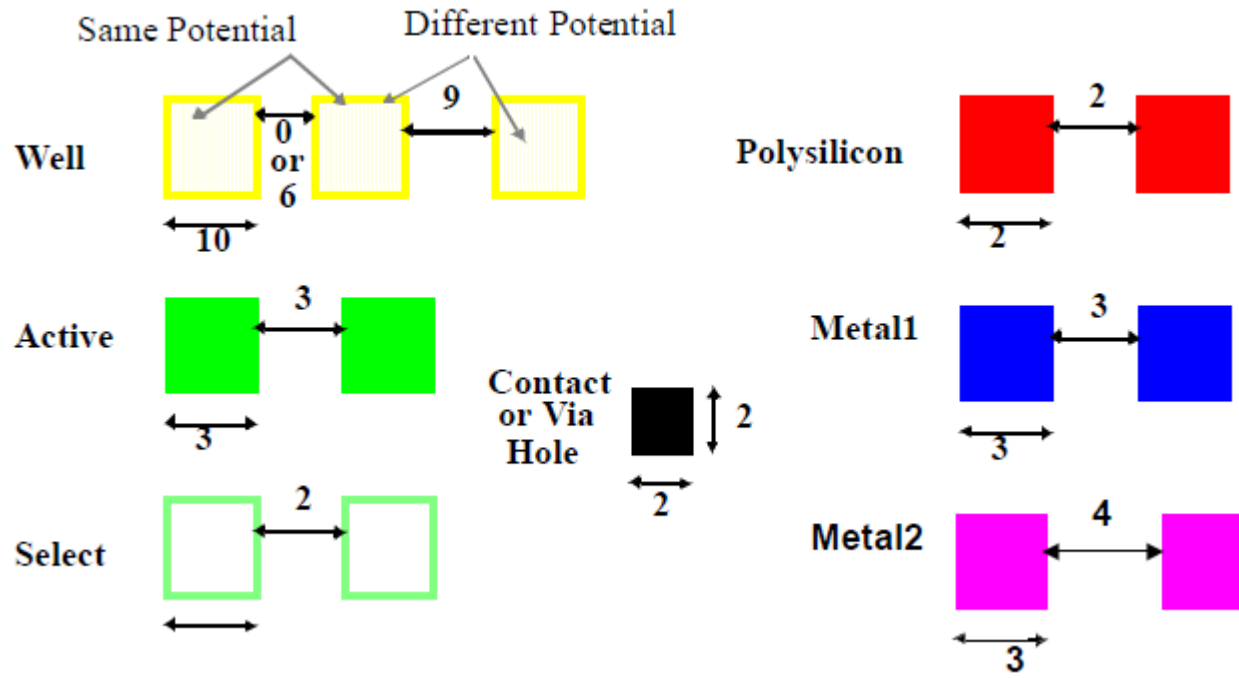 Same Potential
Different Potential
Well
0
or
6
9
10
Polysilicon
2
2
Active
3
3
Metal1
3
3
Contact
or Via
Hole
2
2
Select
2
Metal2
4
3